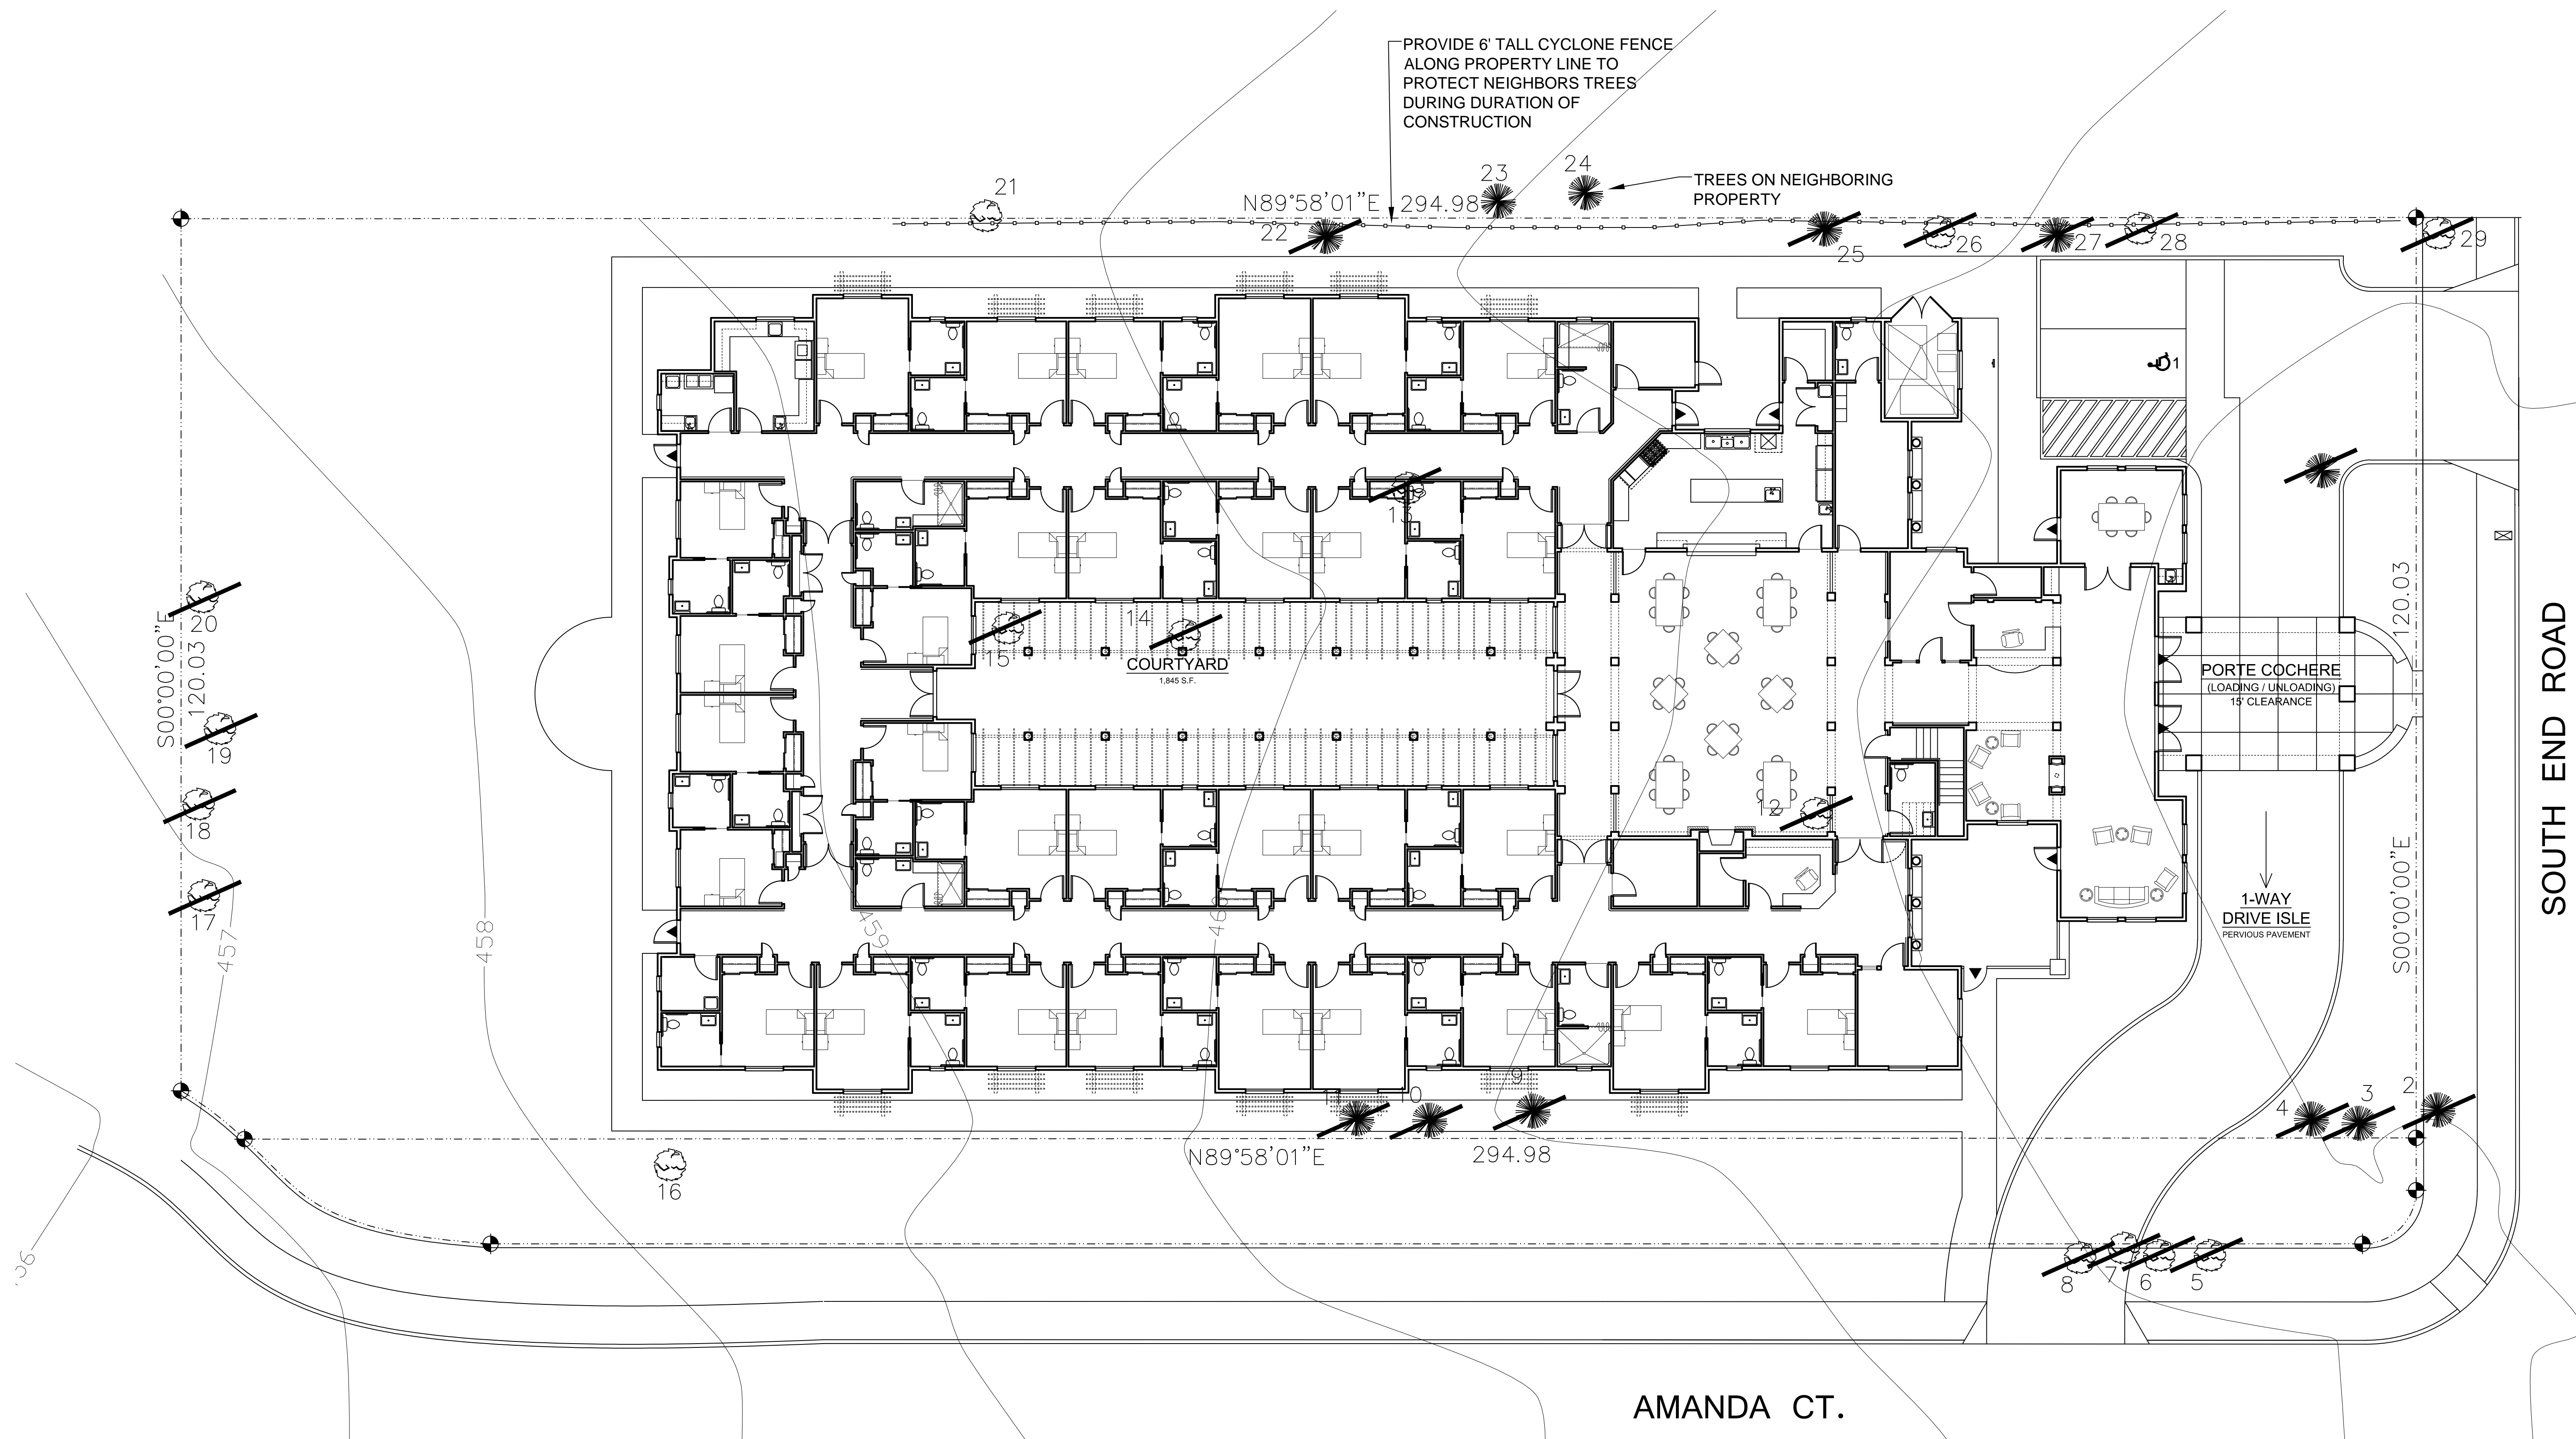 PROVIDE 6' TALL CYCLONE FENCE
ALONG PROPERTY LINE TO
PROTECT NEIGHBORS TREES
DURING DURATION OF
CONSTRUCTION
23
24
TREES ON NEIGHBORING
PROPERTY
21
N89°58'01"E
294.98
22
25
26
27
28
29
1
13
14
15
COURTYARD
1,845 S.F.
12
20
S00°00'00"E
120.03
19
18
17
457
458
459
120.03
S00°00'00"E
SOUTH END ROAD
PORTE COCHERE
(LOADING / UNLOADING)
15' CLEARANCE
1-WAY
DRIVE ISLE
PERVIOUS PAVEMENT
11
10
9
4
3
2
N89°58'01"E
294.98
16
8
7
6
5
AMANDA CT.